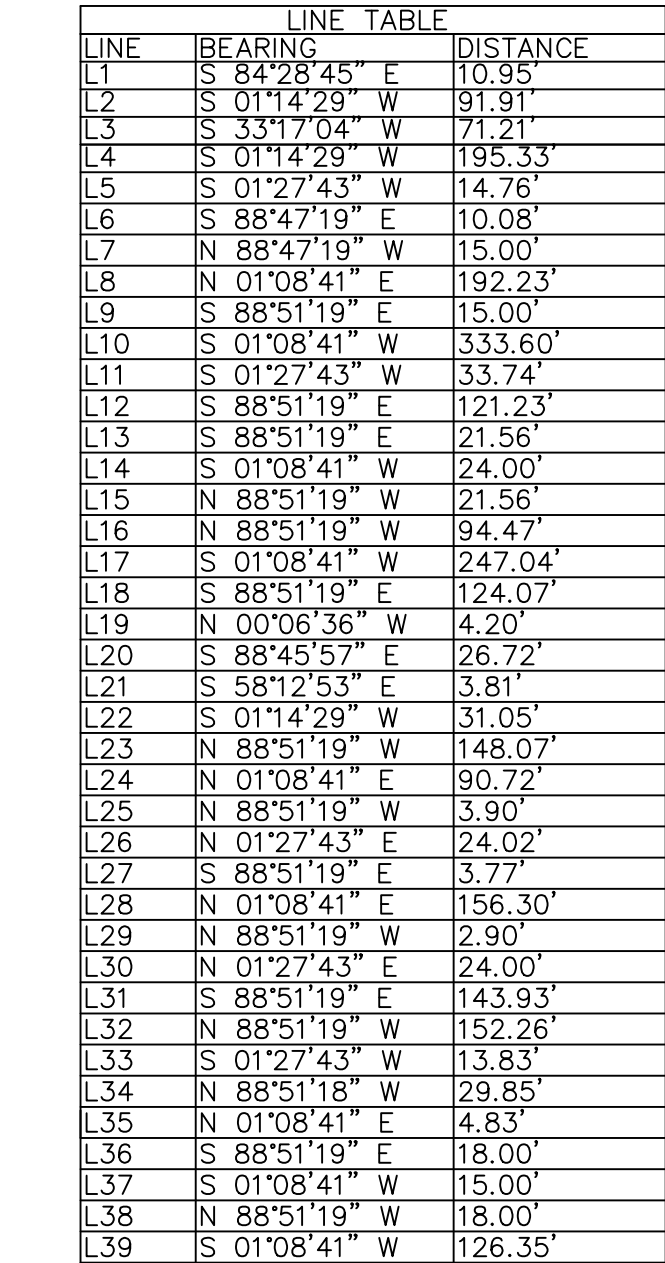 LINE TABLE
LINE BEARING DISTANCE
L1 S 84°28'45" E 10.95'
L2 S 01°14'29" W 91.91'
L3 S 33°17'04" W 71.21'
L4 S 01°14'29" W 195.33'
L5 S 01°27'43" W 14.76'
L6 S 88°47'19" E 10.08'
L7 N 88°47'19" W 15.00'
L8 N 01°08'41" E 192.23'
L9 S 88°51'19" E 15.00'
L10 S 01°08'41" W 333.60'
L11 S 01°27'43" W 33.74'
L12 S 88°51'19" E 121.23'
L13 S 88°51'19" E 21.56'
L14 S 01°08'41" W 24.00'
L15 N 88°51'19" W 21.56'
L16 N 88°51'19" W 94.47'
L17 S 01°08'41" W 247.04'
L18 S 88°51'19" E 124.07'
L19 N 00°06'36" W 4.20'
L20 S 88°45'57" E 26.72'
L21 S 58°12'53" E 3.81'
L22 S 01°14'29" W 31.05'
L23 N 88°51'19" W 148.07'
L24 N 01°08'41" E 90.72'
L25 N 88°51'19" W 3.90'
L26 N 01°27'43" E 24.02'
L27 S 88°51'19" E 3.77'
L28 N 01°08'41" E 156.30'
L29 N 88°51'19" W 2.90'
L30 N 01°27'43" E 24.00'
L31 S 88°51'19" E 143.93'
L32 N 88°51'19" W 152.26'
L33 S 01°27'43" W 13.83'
L34 N 88°51'18" W 29.85'
L35 N 01°08'41" E 4.83'
L36 S 88°51'19" E 18.00'
L37 S 01°08'41" W 15.00'
L38 N 88°51'19" W 18.00'
L39 S 01°08'41" W 126.35'